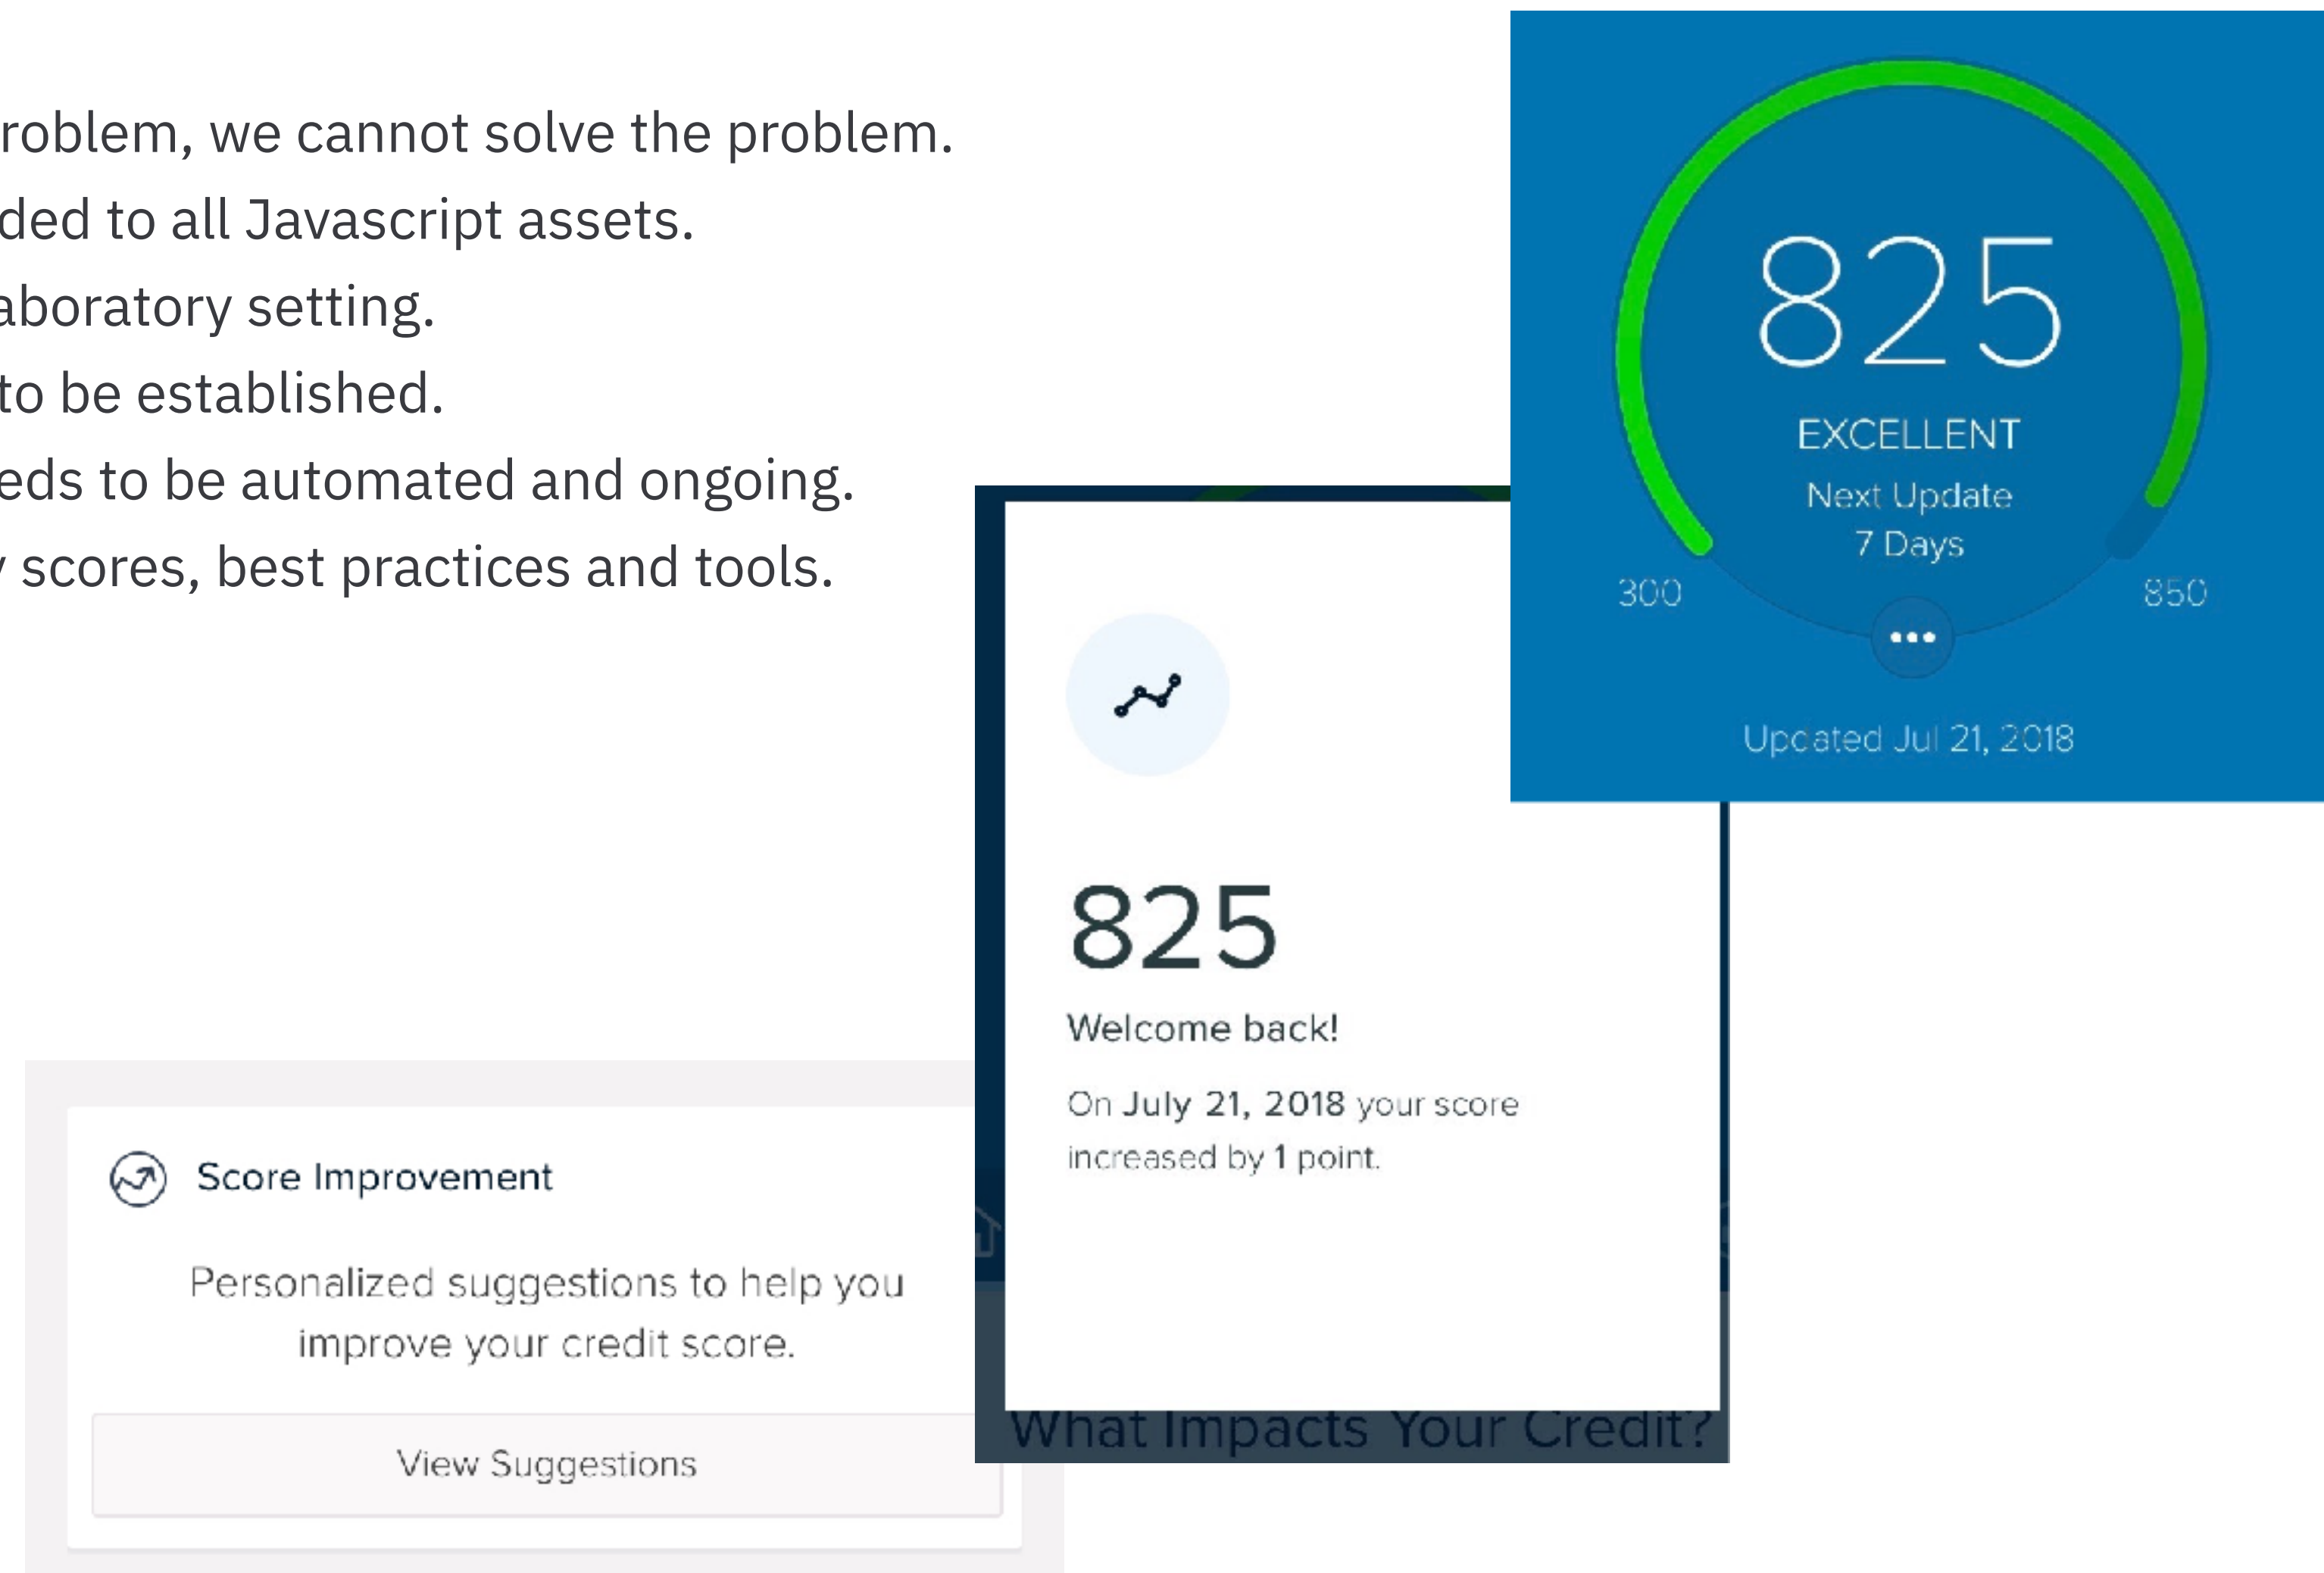 roblem, we cannot solve the problem.
ded to all Javascript assets.
aboratory setting.
to be established.
eds to be automated and ongoing.
y scores, best practices and tools.
825
EXCELLENT
Next Update
7 Days
300
850
Updated Jul 21, 2018
825
Welcome back!
On July 21, 2018 your score
increased by 1 point.
What Impacts Your Credit?
Score Improvement
Personalized suggestions to help you
improve your credit score.
View Suggestions